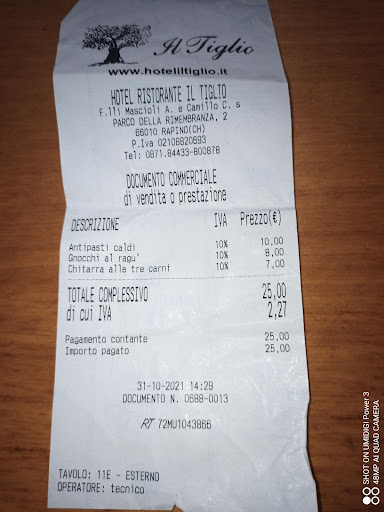 Il Tiglio
www.hoteliltiglio.it
HOTEL RISTORANTE IL TIGLIO
F.lli Mascioli A. e Camillo C. s
PARCO DELLA RIMEMBRANZA, 2
66010 RAPINO(CH)
P.Iva 02108820693
Tel: 0871.84433-800878
DOCUMENTO COMMERCIALE
di vendita o prestazione
DESCRIZIONE IVA Prezzo(€)
Antipasti caldi 10% 10,00
Gnocchi al ragu' 10% 8,00
Chitarra alle tre carni 10% 7,00
TOTALE COMPLESSIVO 25,00
di cui IVA 2,27
Pagamento contante 25,00
Importo pagato 25,00
31-10-2021 14:29
DOCUMENTO N. 0688-0013
RT 72MU1043866
TAVOLO: 11E - ESTERNO
OPERATORE: tecnico
SHOT ON UMIDIGI Power 3
48MP AI QUAD CAMERA